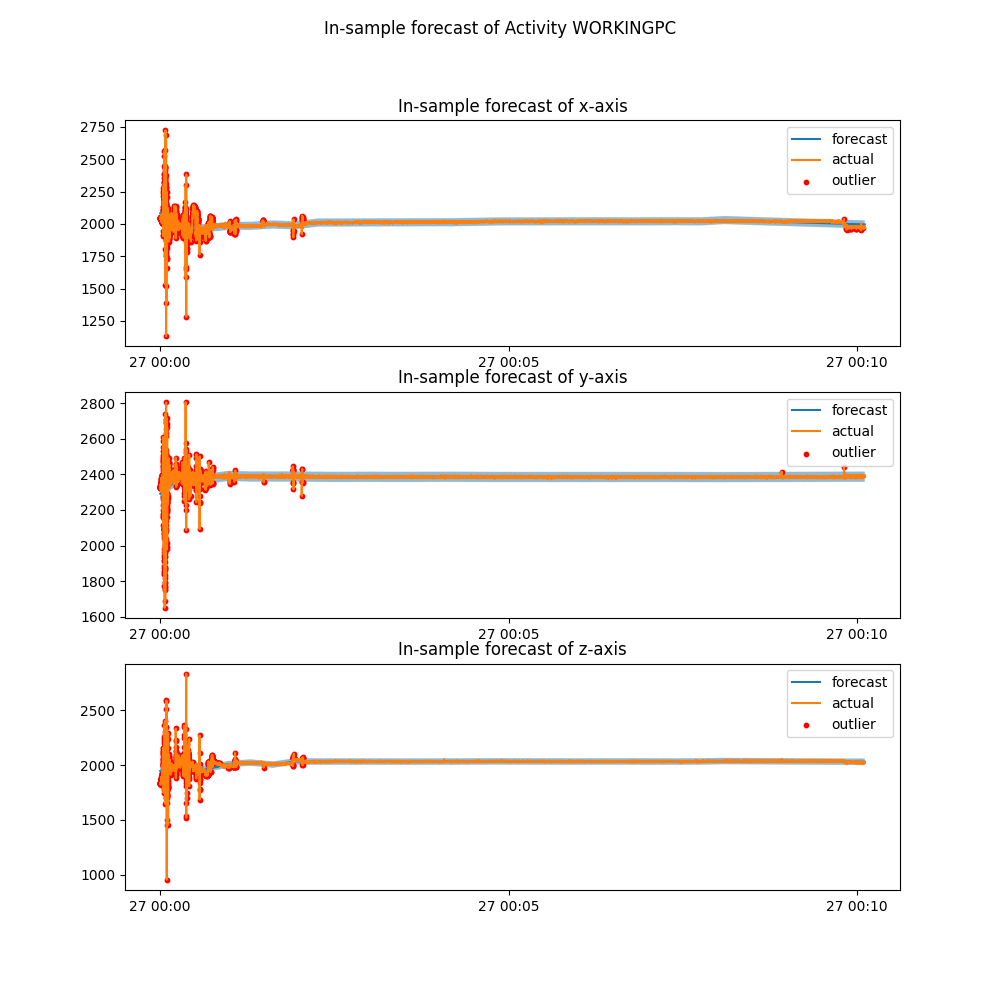 In-sample forecast of Activity WORKINGPC
In-sample forecast of x-axis
2750
2500
2250
2000
1750
1500
1250
forecast
actual
outlier
27 00:00
27 00:05
27 00:10
In-sample forecast of y-axis
2800
2600
2400
2200
2000
1800
1600
forecast
actual
outlier
27 00:00
27 00:05
27 00:10
In-sample forecast of z-axis
2500
2000
1500
1000
forecast
actual
outlier
27 00:00
27 00:05
27 00:10